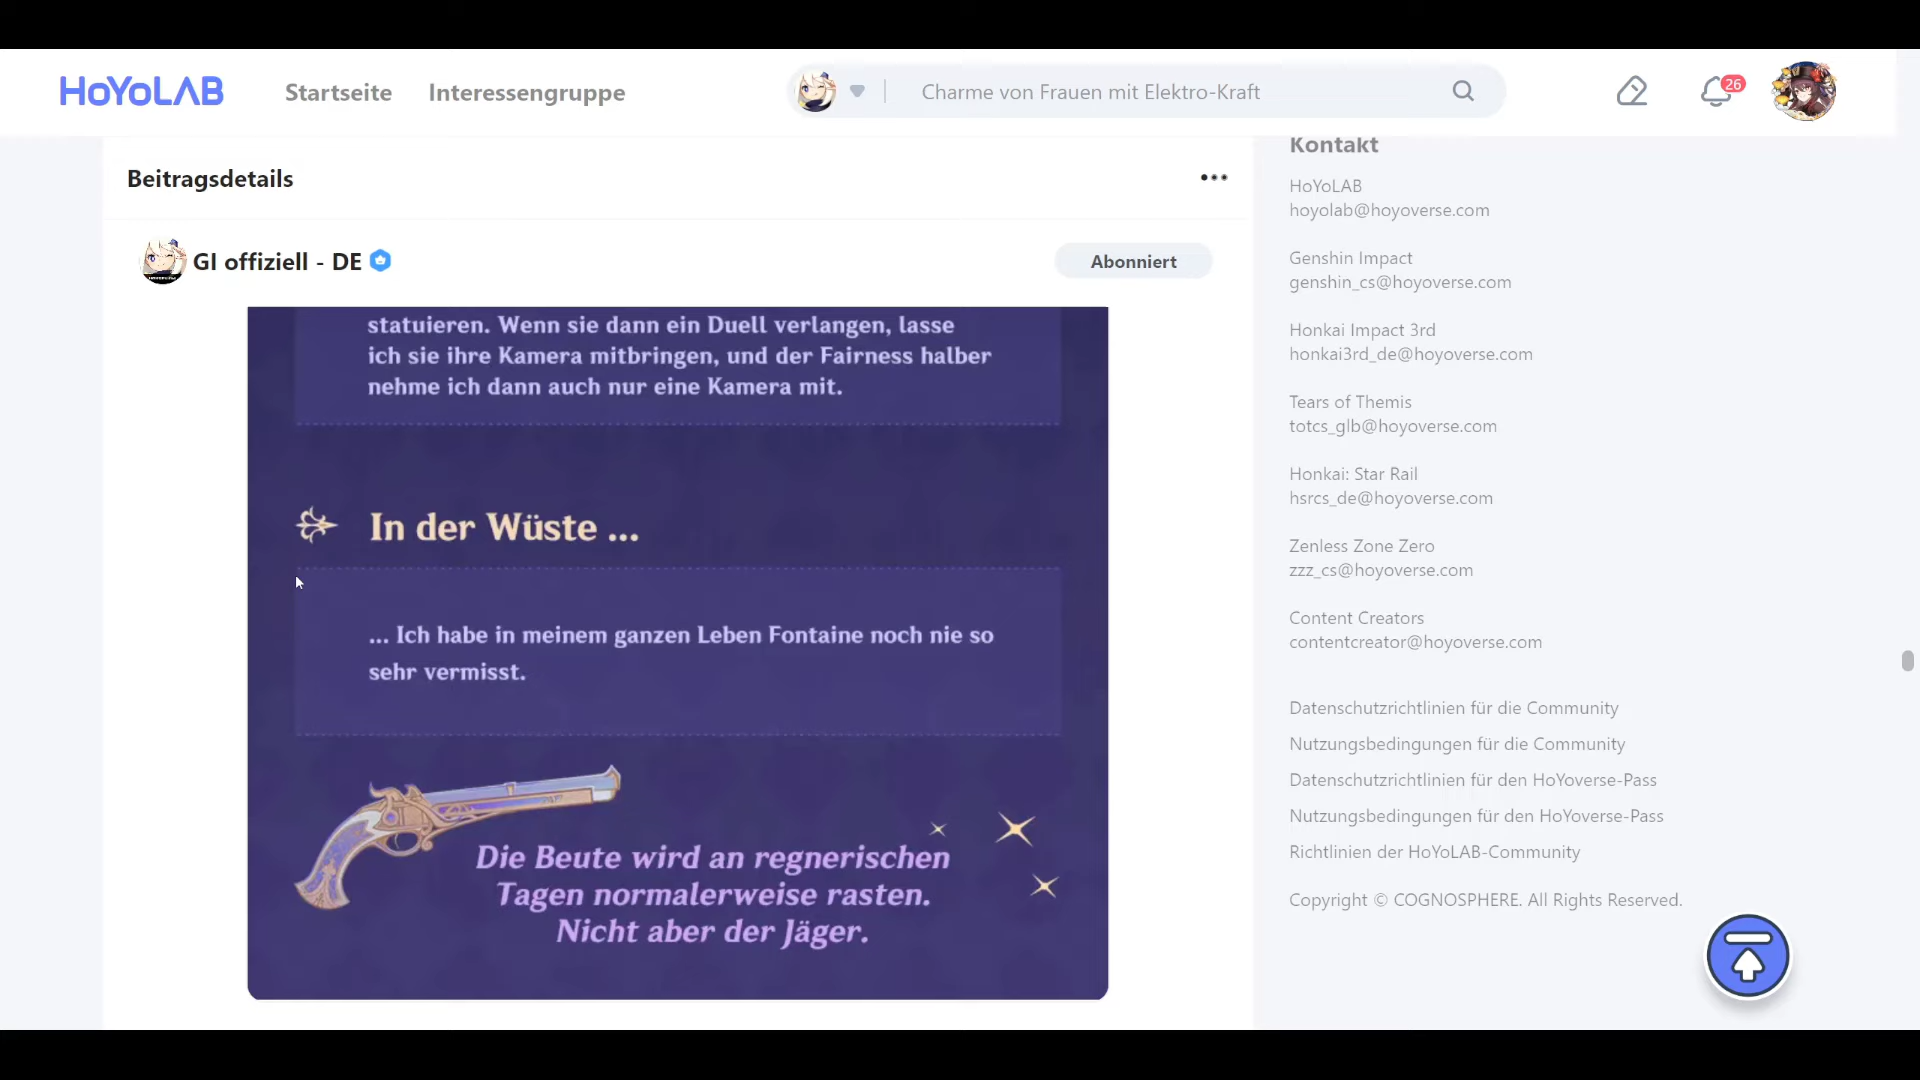 HoYoLAB
Startseite
Interessengruppe
Charme von Frauen mit Elektro-Kraft
26
Beitragsdetails
GI offiziell - DE
Abonniert
statuieren. Wenn sie dann ein Duell verlangen, lasse
ich sie ihre Kamera mitbringen, und der Fairness halber
nehme ich dann auch nur eine Kamera mit.
In der Wüste ...
... Ich habe in meinem ganzen Leben Fontaine noch nie so
sehr vermisst.
Die Beute wird an regnerischen
Tagen normalerweise rasten.
Nicht aber der Jäger.
Kontakt
HoYoLAB
hoyolab@hoyoverse.com
Genshin Impact
genshin_cs@hoyoverse.com
Honkai Impact 3rd
honkai3rd_de@hoyoverse.com
Tears of Themis
totcs_glb@hoyoverse.com
Honkai: Star Rail
hsrcs_de@hoyoverse.com
Zenless Zone Zero
zzz_cs@hoyoverse.com
Content Creators
contentcreator@hoyoverse.com
Datenschutzrichtlinien für die Community
Nutzungsbedingungen für die Community
Datenschutzrichtlinien für den HoYoverse-Pass
Nutzungsbedingungen für den HoYoverse-Pass
Richtlinien der HoYoLAB-Community
Copyright © COGNOSPHERE. All Rights Reserved.